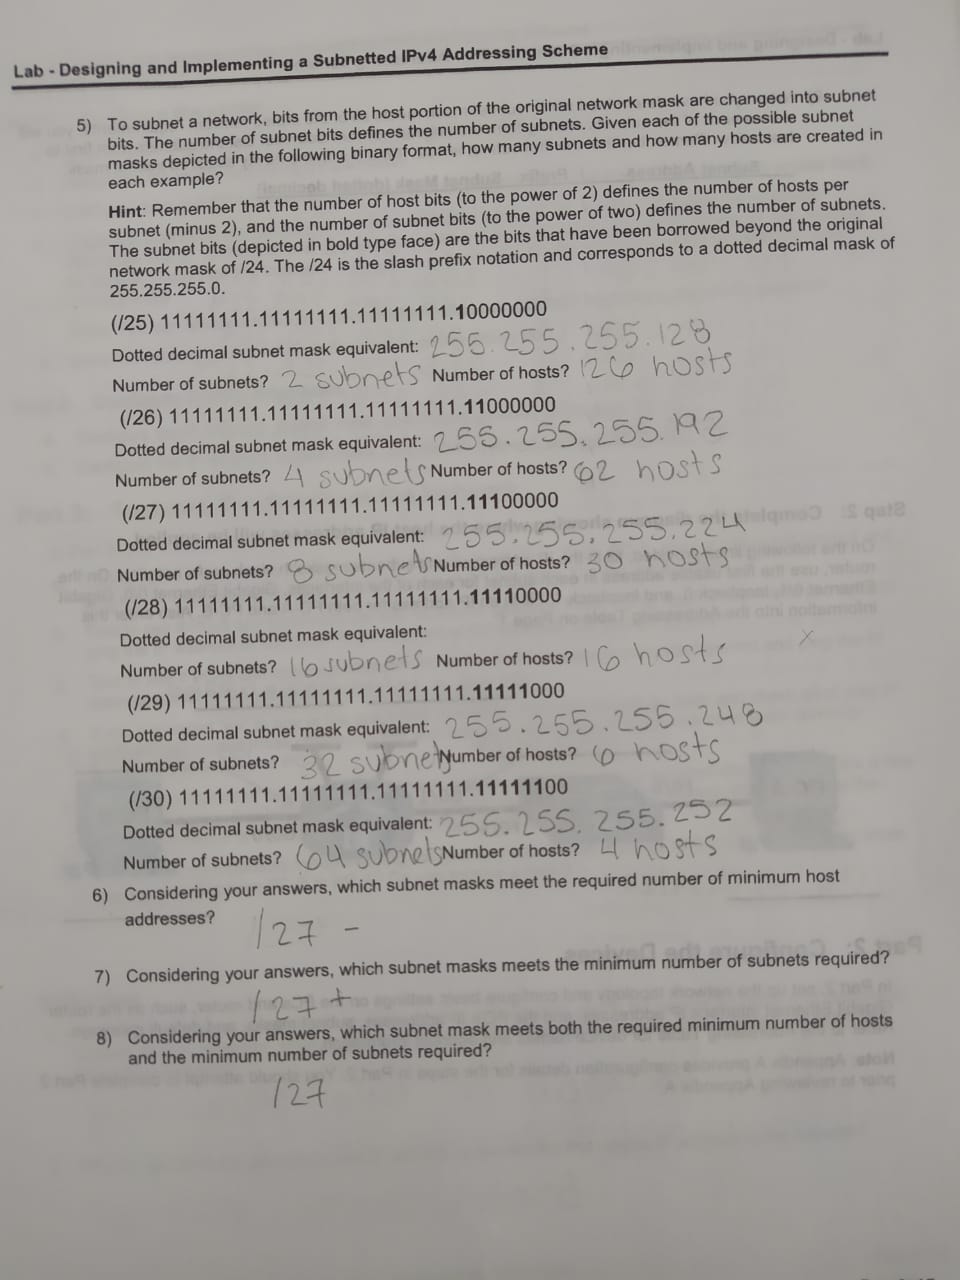 Lab - Designing and Implementing a Subnetted IPv4 Addressing Scheme
5) To subnet a network, bits from the host portion of the original network mask are changed into subnet
bits. The number of subnet bits defines the number of subnets. Given each of the possible subnet
masks depicted in the following binary format, how many subnets and how many hosts are created in
each example?
Hint: Remember that the number of host bits (to the power of 2) defines the number of hosts per
subnet (minus 2), and the number of subnet bits (to the power of two) defines the number of subnets.
The subnet bits (depicted in bold type face) are the bits that have been borrowed beyond the original
network mask of /24. The /24 is the slash prefix notation and corresponds to a dotted decimal mask of
255.255.255.0.
(/25) 11111111.11111111.11111111.10000000
Dotted decimal subnet mask equivalent: 255.255.255.128
Number of subnets? 2 subnets Number of hosts? 126 hosts
(/26) 11111111.11111111.11111111.11000000
Dotted decimal subnet mask equivalent: 255.255.255.192
Number of subnets? 4 subnets Number of hosts? 62 hosts
(/27) 11111111.11111111.11111111.11100000
Dotted decimal subnet mask equivalent: 255.255.255.224
Number of subnets? 8 subnets Number of hosts? 30 hosts
(/28) 11111111.11111111.11111111.11110000
Dotted decimal subnet mask equivalent:
Number of subnets? 16 subnets Number of hosts? 16 hosts x
(/29) 11111111.11111111.11111111.11111000
Dotted decimal subnet mask equivalent: 255.255.255.248
Number of subnets? 32 subnets Number of hosts? 6 hosts
(/30) 11111111.11111111.11111111.11111100
Dotted decimal subnet mask equivalent: 255.255.255.252
Number of subnets? 64 subnets Number of hosts? 4 hosts
6) Considering your answers, which subnet masks meet the required number of minimum host
addresses? /27 -
7) Considering your answers, which subnet masks meets the minimum number of subnets required?
/27 +
8) Considering your answers, which subnet mask meets both the required minimum number of hosts
and the minimum number of subnets required?
/27